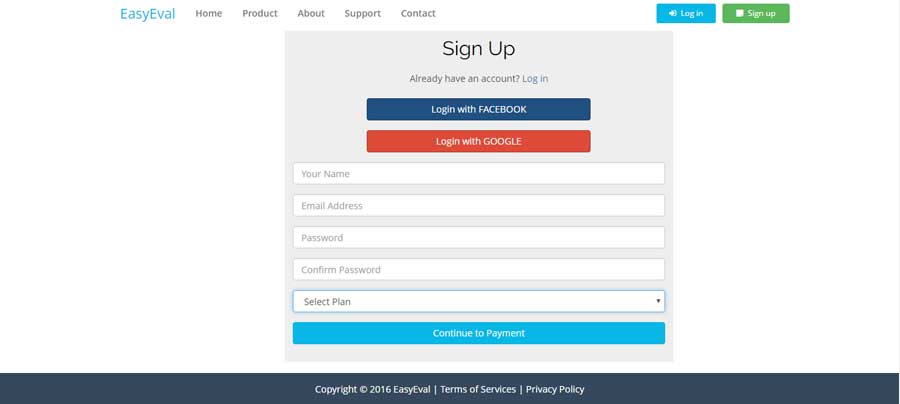 EasyEval Home Product About Support Contact Log in Sign up
Sign Up
Already have an account? Log in
Login with FACEBOOK
Login with GOOGLE
Your Name
Email Address
Password
Confirm Password
Select Plan
Continue to Payment
Copyright © 2016 EasyEval | Terms of Services | Privacy Policy